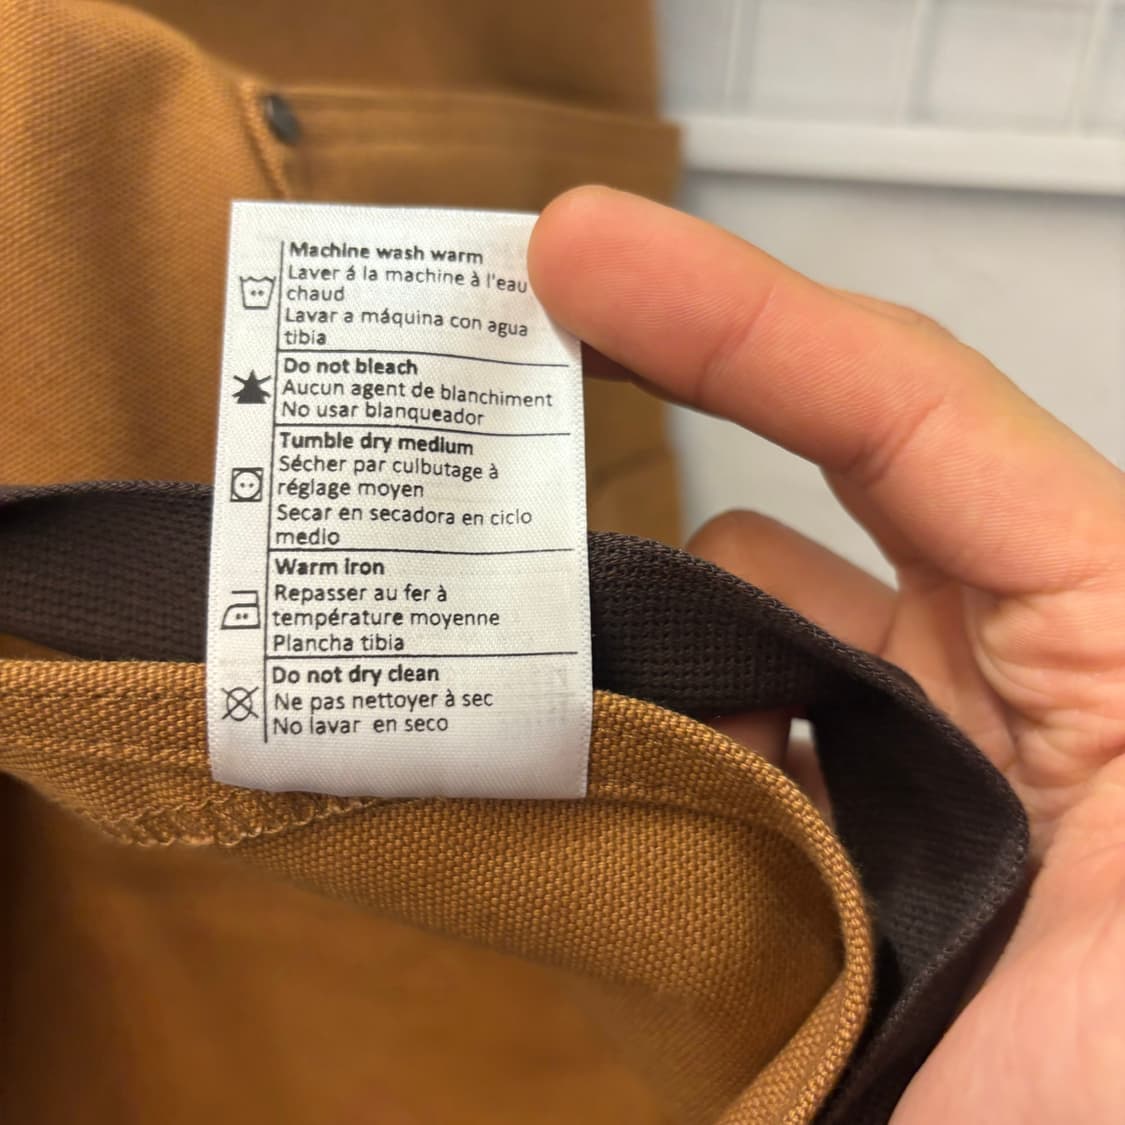 Machine wash warm
Laver á la machine à l'eau
chaud
Lavar a máquina con agua
tibia
Do not bleach
Aucun agent de blanchiment
No usar blanqueador
Tumble dry medium
Sécher par culbutage à
réglage moyen
Secar en secadora en ciclo
medio
Warm iron
Repasser au fer à
température moyenne
Plancha tibia
Do not dry clean
Ne pas nettoyer à sec
No lavar en seco